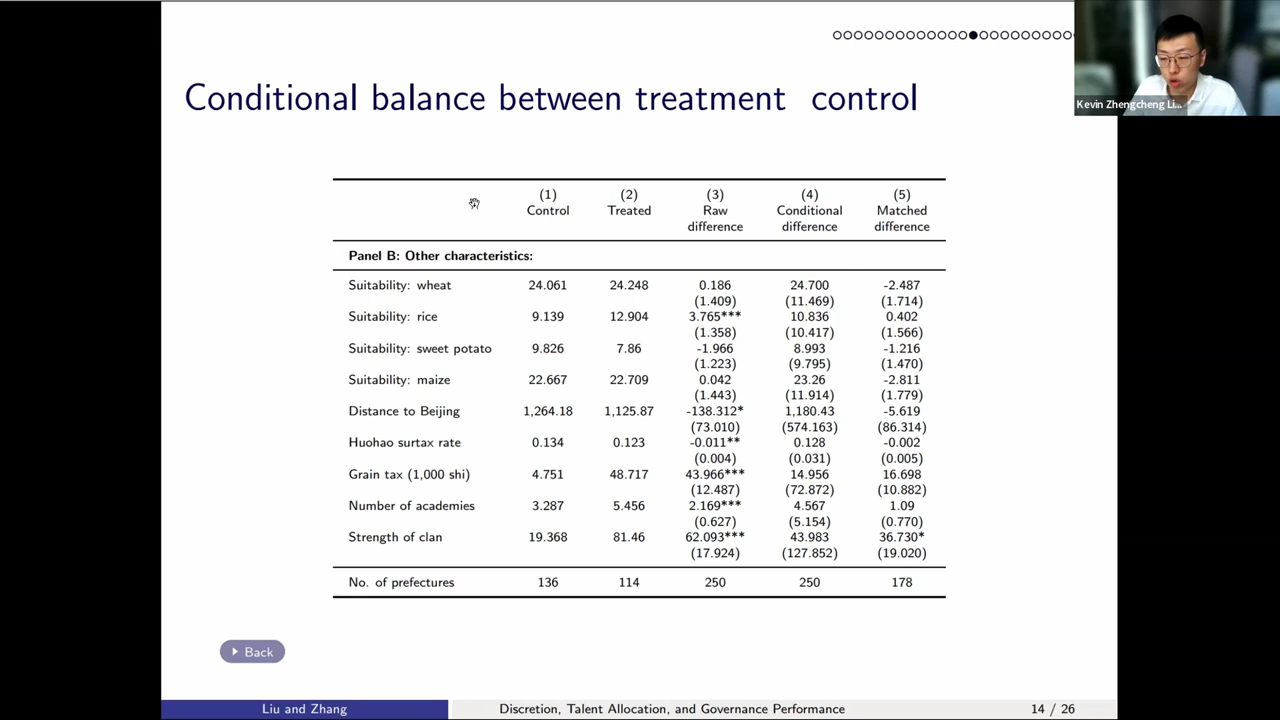 Conditional balance between treatment control
Kevin Zhengcheng Li...
(1) (2) (3) (4) (5)
Control Treated Raw Conditional Matched
difference difference difference
Panel B: Other characteristics:
Suitability: wheat 24.061 24.248 0.186 24.700 -2.487
(1.409) (11.469) (1.714)
Suitability: rice 9.139 12.904 3.765*** 10.836 0.402
(1.358) (10.417) (1.566)
Suitability: sweet potato 9.826 7.86 -1.966 8.993 -1.216
(1.223) (9.795) (1.470)
Suitability: maize 22.667 22.709 0.042 23.26 -2.811
(1.443) (11.914) (1.779)
Distance to Beijing 1,264.18 1,125.87 -138.312* 1,180.43 -5.619
(73.010) (574.163) (86.314)
Huohao surtax rate 0.134 0.123 -0.011** 0.128 -0.002
(0.004) (0.031) (0.005)
Grain tax (1,000 shi) 4.751 48.717 43.966*** 14.956 16.698
(12.487) (72.872) (10.882)
Number of academies 3.287 5.456 2.169*** 4.567 1.09
(0.627) (5.154) (0.770)
Strength of clan 19.368 81.46 62.093*** 43.983 36.730*
(17.924) (127.852) (19.020)
No. of prefectures 136 114 250 250 178
Back
Liu and Zhang Discretion, Talent Allocation, and Governance Performance 14 / 26